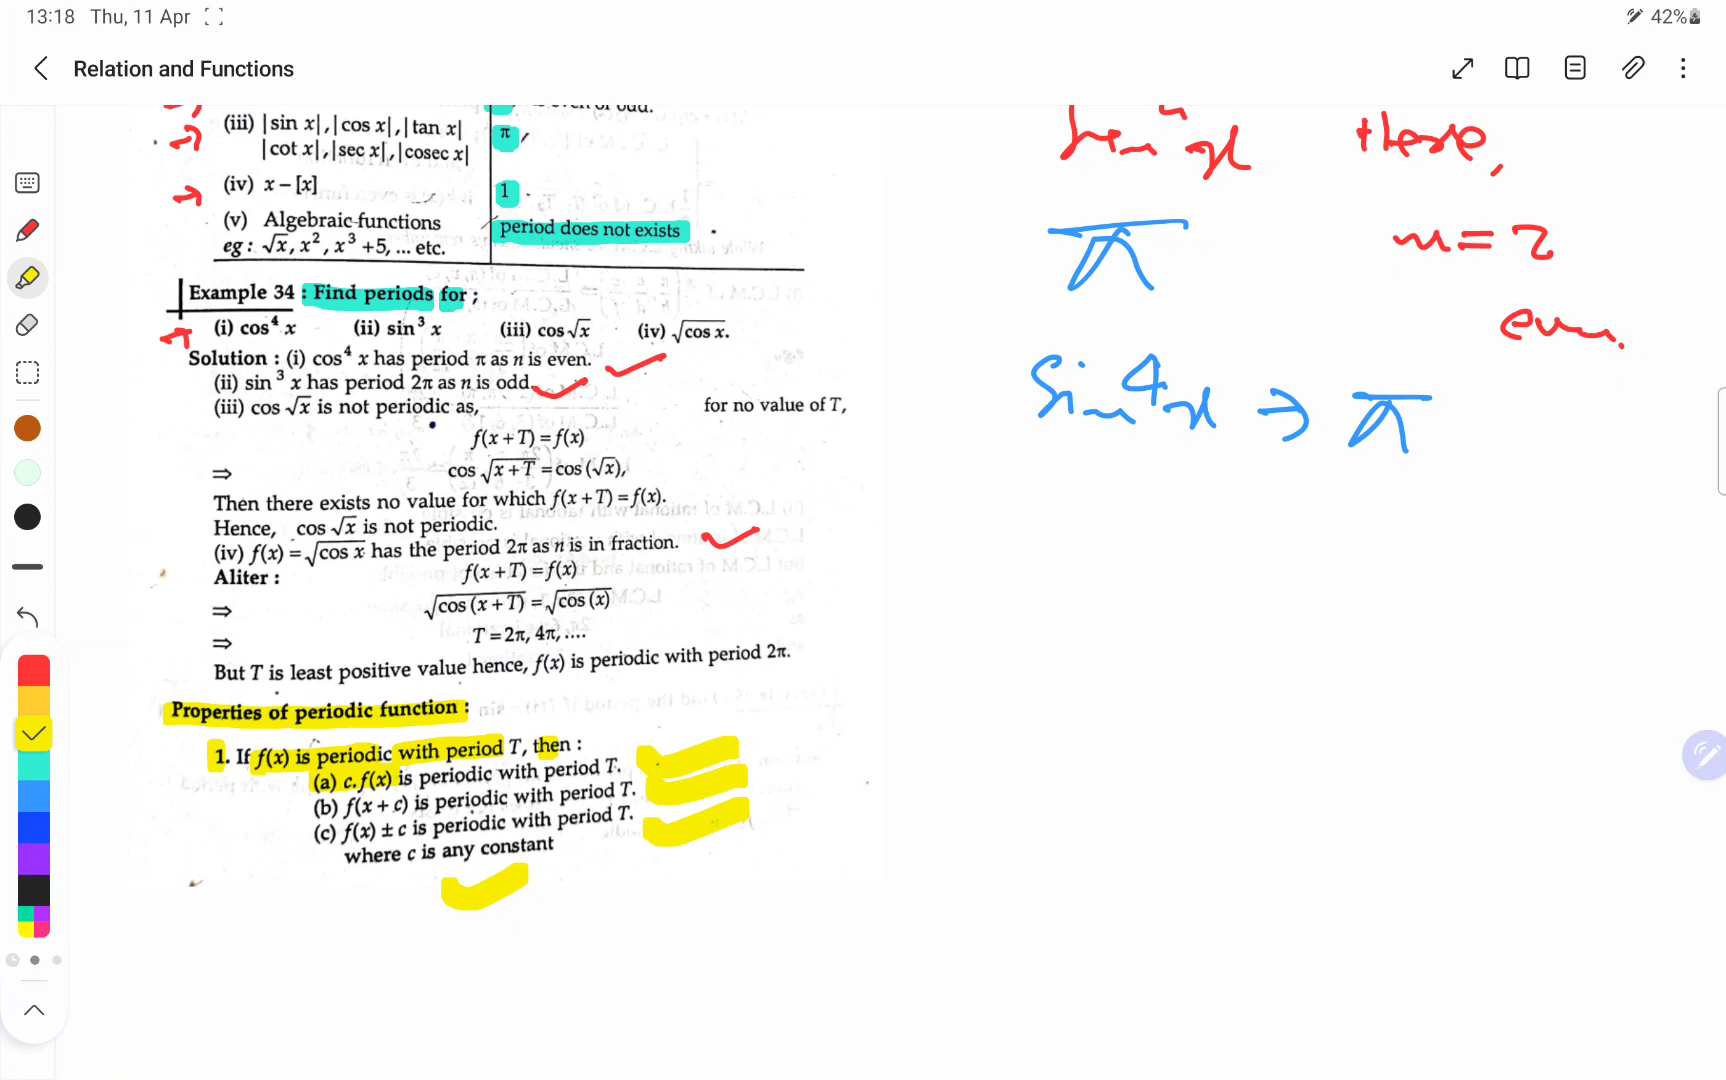 13:18 Thu, 11 Apr
42%
Relation and Functions
(iii) |sin x|, |cos x|, |tan x|
|cot x|, |sec x|, |cosec x|
π
(iv) x – [x]
1
(v) Algebraic functions
period does not exists
eg : √x, x², x³ +5, ... etc.
Example 34 : Find periods for ;
(i) cos⁴ x (ii) sin³ x (iii) cos √x (iv) √cos x.
Solution : (i) cos⁴ x has period π as n is even.
(ii) sin³ x has period 2π as n is odd.
(iii) cos √x is not periodic as, for no value of T,
f(x + T) = f(x)
⇒ cos √x + T = cos (√x),
Then there exists no value for which f(x + T) = f(x).
Hence, cos √x is not periodic.
(iv) f(x) = √cos x has the period 2π as n is in fraction.
Aliter : f(x + T) = f(x)
⇒ √cos (x + T) = √cos (x)
⇒ T = 2π, 4π, ....
But T is least positive value hence, f(x) is periodic with period 2π.
Properties of periodic function :
1. If f(x) is periodic with period T, then :
(a) c.f(x) is periodic with period T.
(b) f(x + c) is periodic with period T.
(c) f(x) ± c is periodic with period T.
where c is any constant
Here,
π
n = 2
even.
Sin⁴x → π